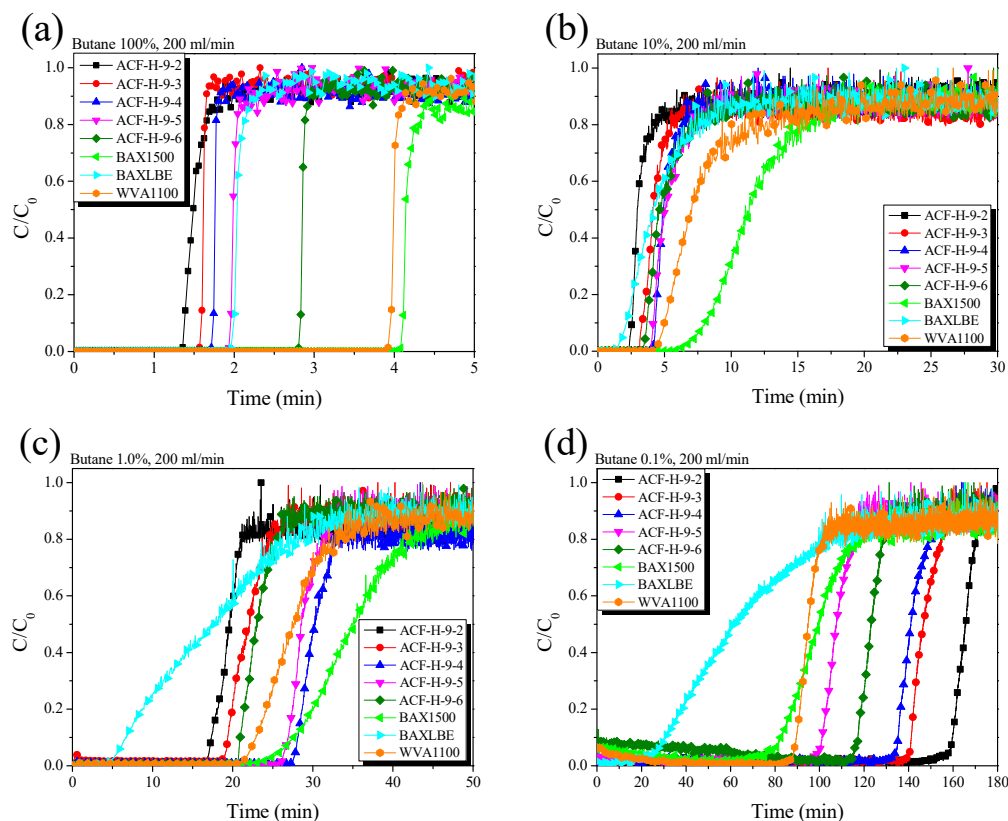 (a)
Butane 100%, 200 ml/min
ACF-H-9-2
ACF-H-9-3
ACF-H-9-4
ACF-H-9-5
ACF-H-9-6
BAX1500
BAXLBE
WVA1100
C/C0
1.0
0.8
0.6
0.4
0.2
0.0
0 1 2 3 4 5
Time (min)
(b)
Butane 10%, 200 ml/min
ACF-H-9-2
ACF-H-9-3
ACF-H-9-4
ACF-H-9-5
ACF-H-9-6
BAX1500
BAXLBE
WVA1100
C/C0
1.0
0.8
0.6
0.4
0.2
0.0
0 5 10 15 20 25 30
Time (min)
(c)
Butane 1.0%, 200 ml/min
ACF-H-9-2
ACF-H-9-3
ACF-H-9-4
ACF-H-9-5
ACF-H-9-6
BAX1500
BAXLBE
WVA1100
C/C0
1.0
0.8
0.6
0.4
0.2
0.0
0 10 20 30 40 50
Time (min)
(d)
Butane 0.1%, 200 ml/min
ACF-H-9-2
ACF-H-9-3
ACF-H-9-4
ACF-H-9-5
ACF-H-9-6
BAX1500
BAXLBE
WVA1100
C/C0
1.0
0.8
0.6
0.4
0.2
0.0
0 20 40 60 80 100 120 140 160 180
Time (min)